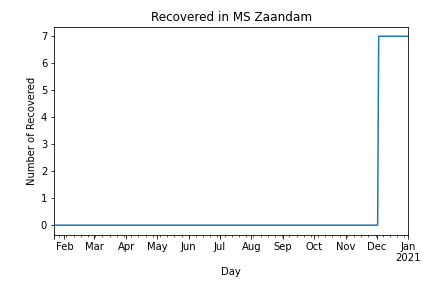 Recovered in MS Zaandam
Number of Recovered
7
6
5
4
3
2
1
0
Feb Mar Apr May Jun Jul Aug Sep Oct Nov Dec Jan
2021
Day